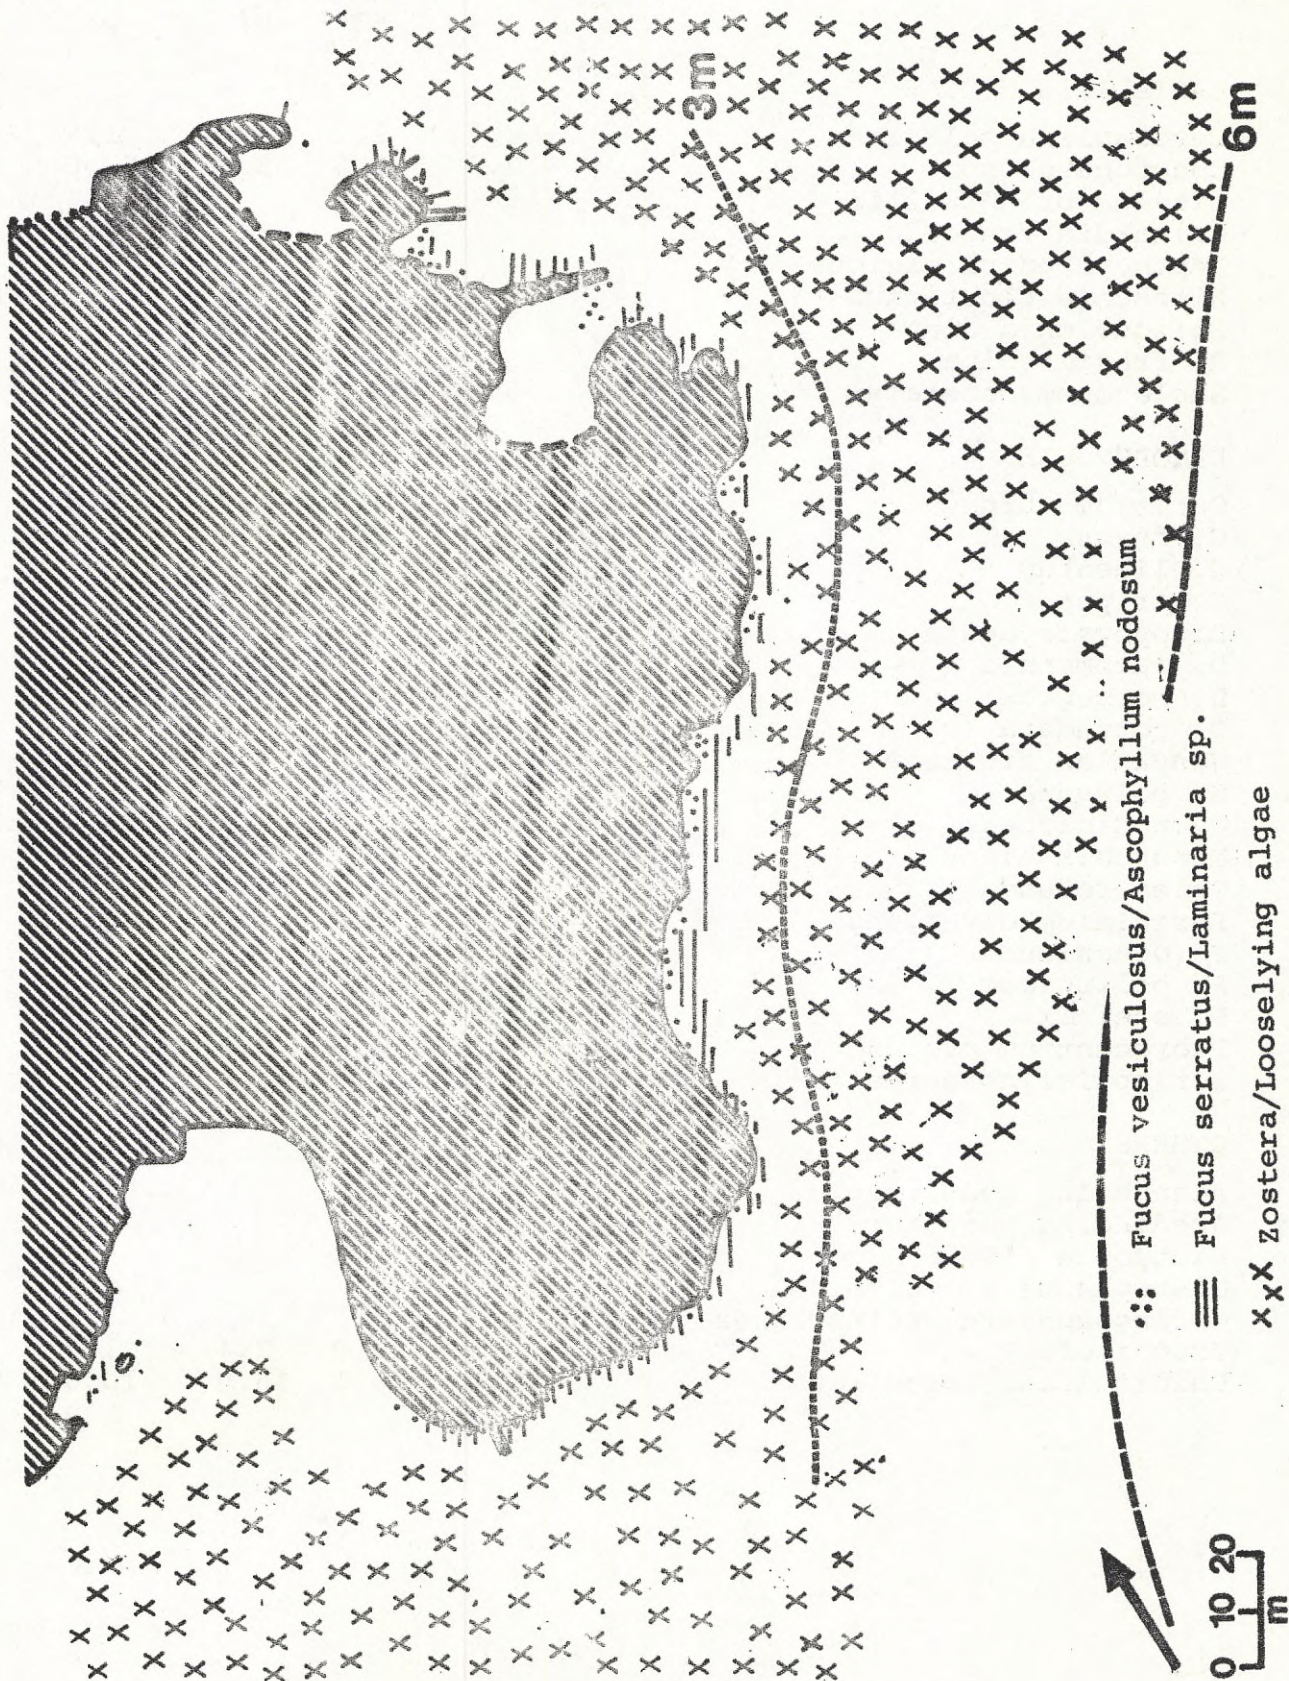 3m
6m
Fucus vesiculosus/Ascophyllum nodosum
Fucus serratus/Laminaria sp.
Zostera/Looselying algae
0 10 20
m